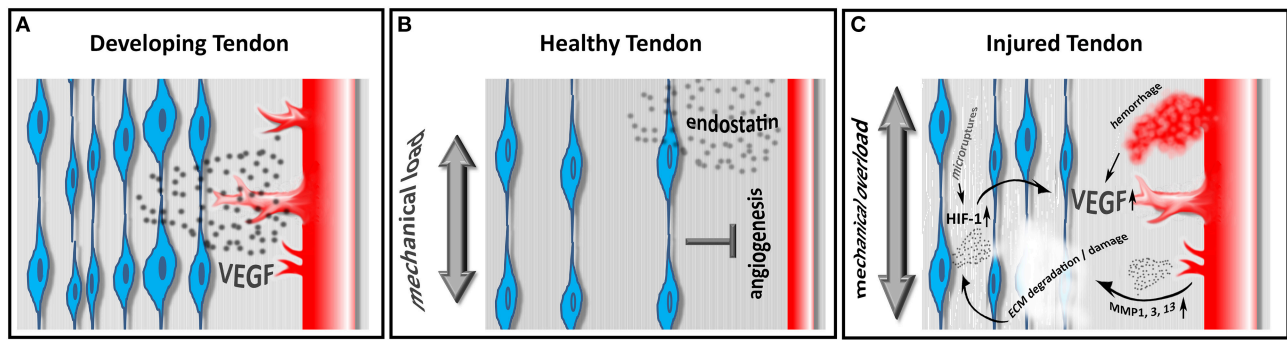 A
Developing Tendon
VEGF
B
Healthy Tendon
mechanical load
endostatin
angiogenesis
C
Injured Tendon
mechanical overload
microruptures
hemorrhage
HIF-1
VEGF
ECM degradation / damage
MMP1, 3, 13